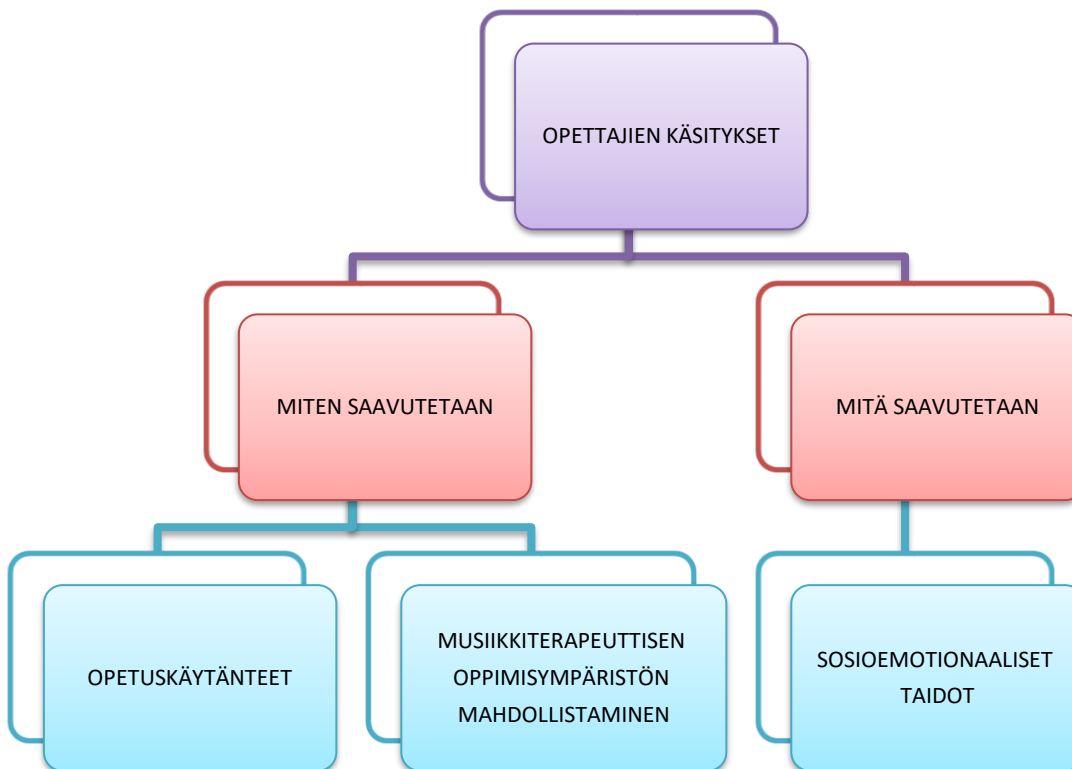 OPETTAJIEN KÄSITYKSET
MITEN SAAVUTETAAN
MITÄ SAAVUTETAAN
OPETUSKÄYTÄNTEET
MUSIIKKITERAPEUTTISEN
OPPIMISYMPÄRISTÖN
MAHDOLLISTAMINEN
SOSIOEMOTIONAALISET
TAIDOT